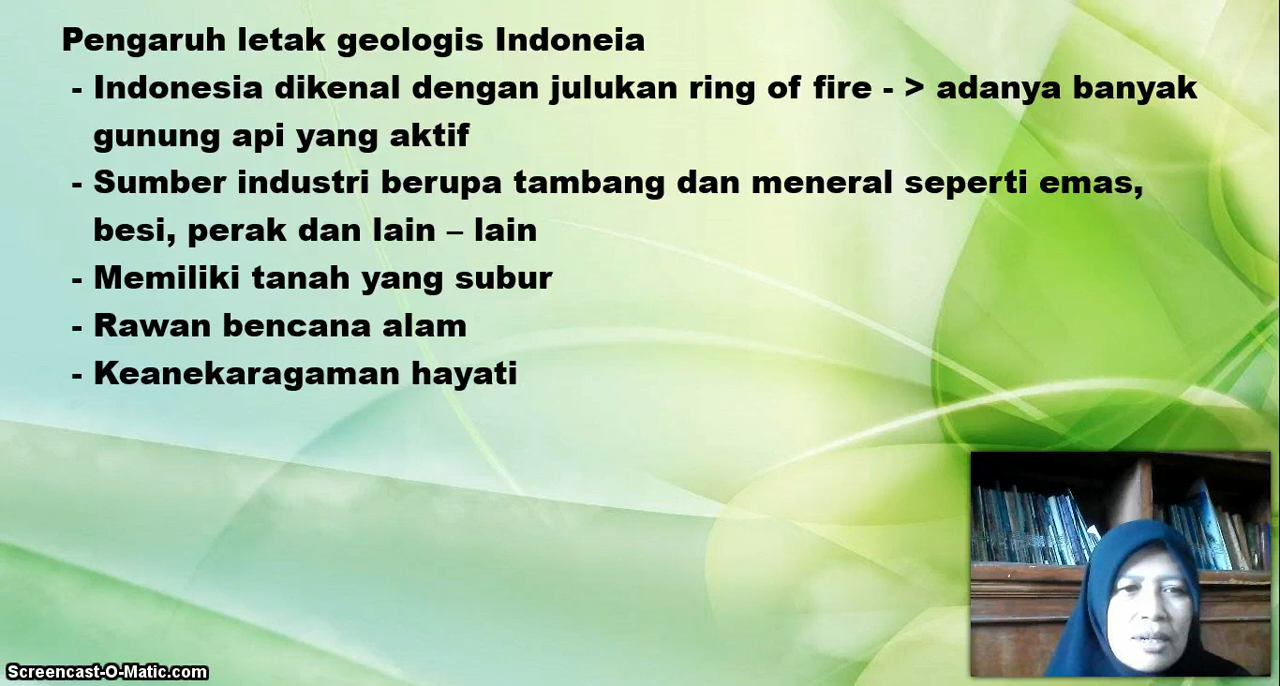 Pengaruh letak geologis Indoneia
- Indonesia dikenal dengan julukan ring of fire - > adanya banyak
gunung api yang aktif
- Sumber industri berupa tambang dan meneral seperti emas,
besi, perak dan lain – lain
- Memiliki tanah yang subur
- Rawan bencana alam
- Keanekaragaman hayati
Screencast-O-Matic.com